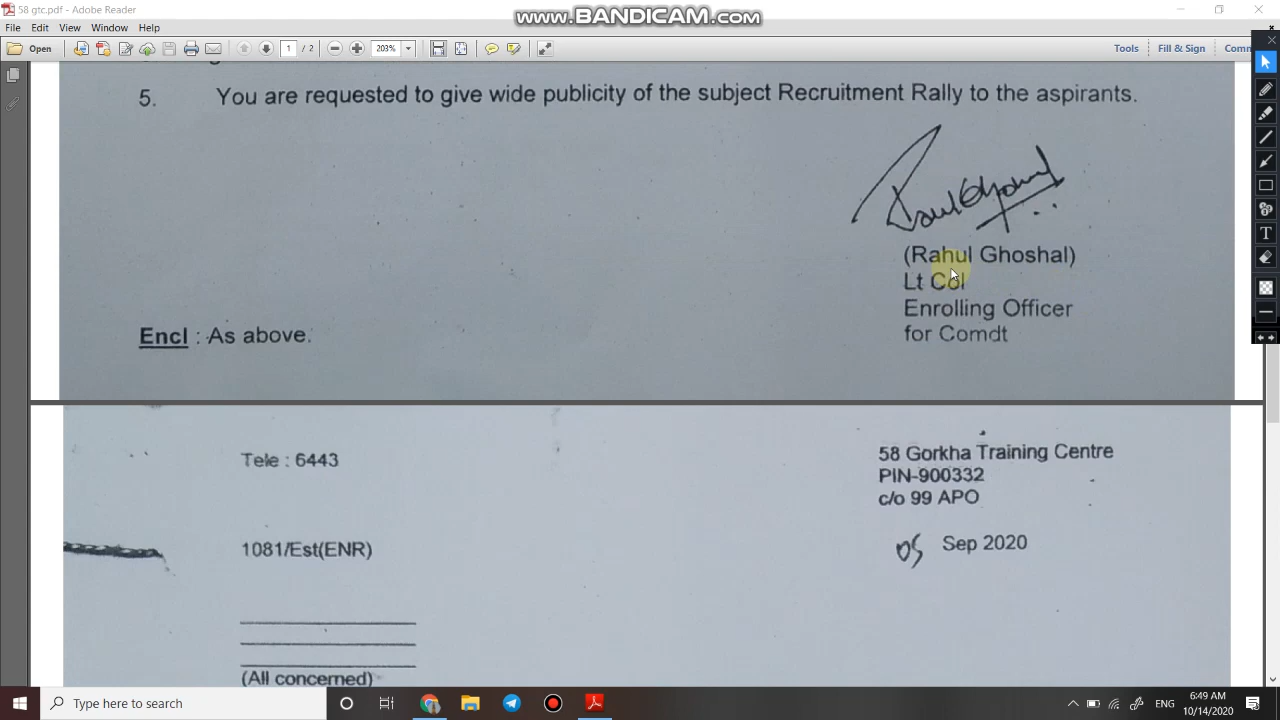 58 gtc.pdf - Adobe Reader
www.BANDICAM.com
File Edit View Window Help
Open 1 / 2 203% Tools Fill & Sign Comm
5. You are requested to give wide publicity of the subject Recruitment Rally to the aspirants.
(Rahul Ghoshal)
Lt Col
Enrolling Officer
for Comdt
Encl : As above.
Tele : 6443
58 Gorkha Training Centre
PIN-900332
c/o 99 APO
1081/Est(ENR)
05 Sep 2020
(All concerned)
Type here to search
ENG
6:49 AM
10/14/2020